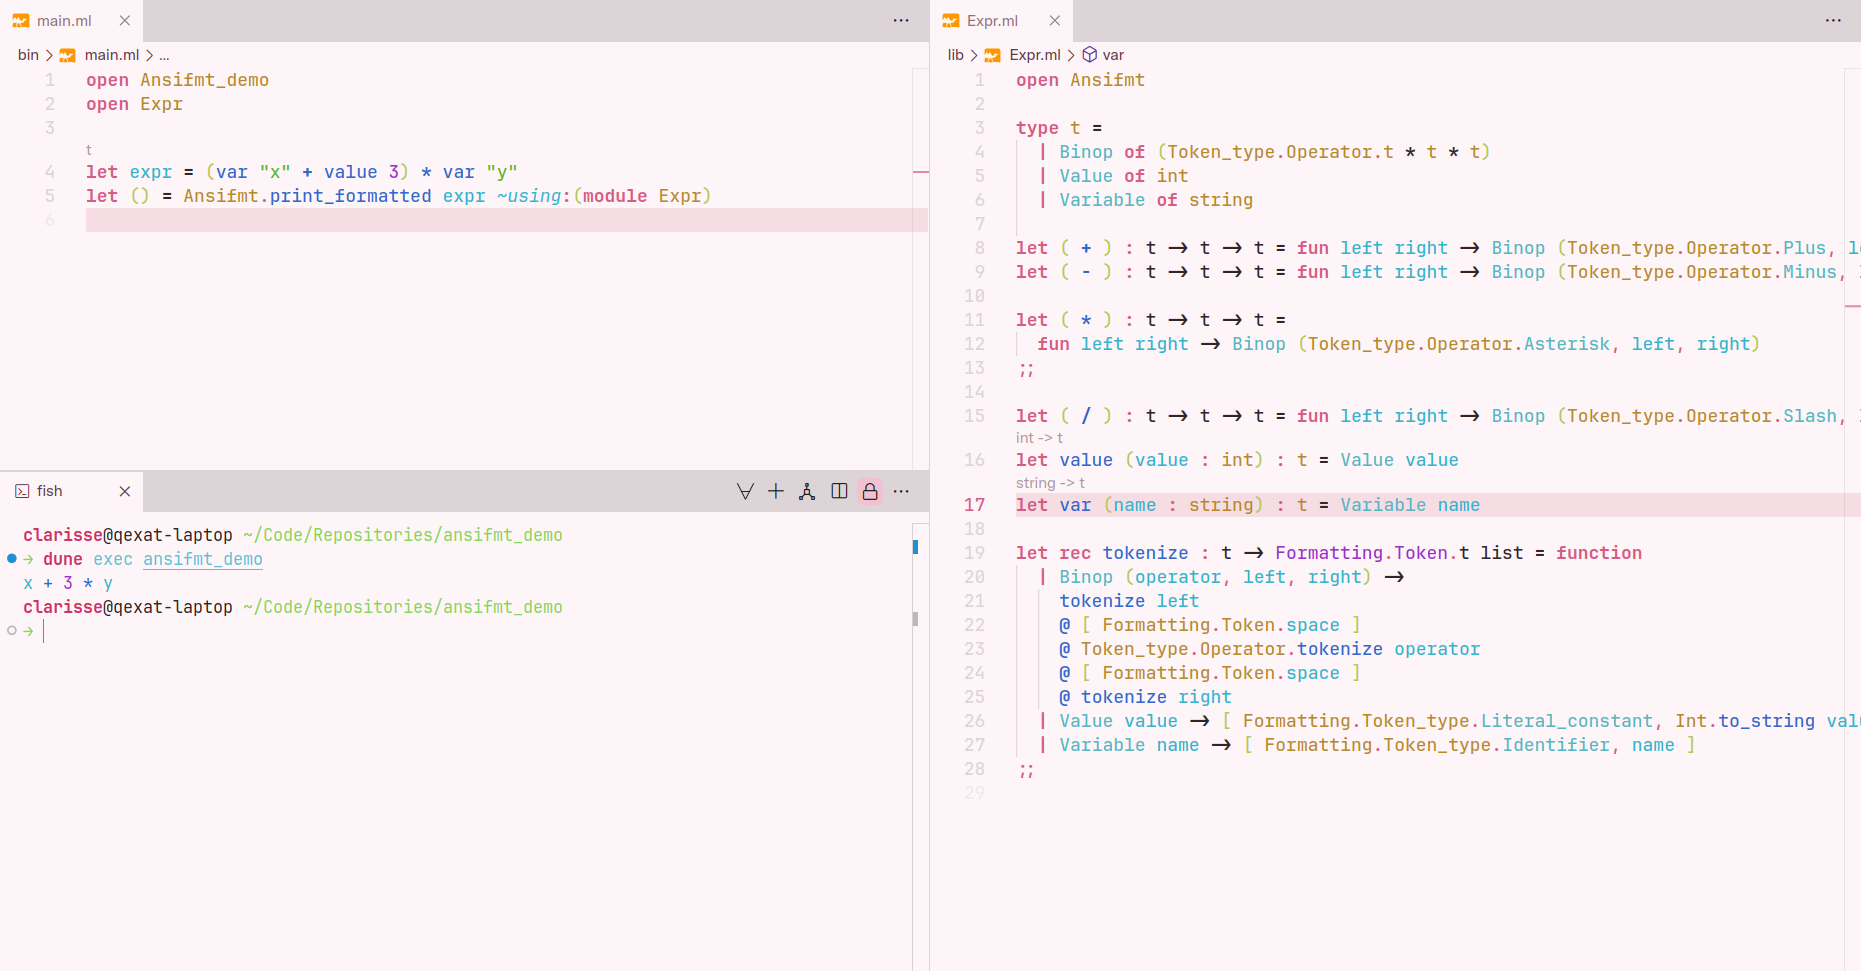 main.ml
bin > main.ml > ...
1 open Ansifmt_demo
2 open Expr
3
t
4 let expr = (var "x" + value 3) * var "y"
5 let () = Ansifmt.print_formatted expr ~using:(module Expr)
6
fish
clarisse@qexat-laptop ~/Code/Repositories/ansifmt_demo
→ dune exec ansifmt_demo
x + 3 * y
clarisse@qexat-laptop ~/Code/Repositories/ansifmt_demo
→
Expr.ml
lib > Expr.ml > var
1 open Ansifmt
2
3 type t =
4 | Binop of (Token_type.Operator.t * t * t)
5 | Value of int
6 | Variable of string
7
8 let ( + ) : t → t → t = fun left right → Binop (Token_type.Operator.Plus, le
9 let ( - ) : t → t → t = fun left right → Binop (Token_type.Operator.Minus,
10
11 let ( * ) : t → t → t =
12 fun left right → Binop (Token_type.Operator.Asterisk, left, right)
13 ;;
14
15 let ( / ) : t → t → t = fun left right → Binop (Token_type.Operator.Slash,
int -> t
16 let value (value : int) : t = Value value
string -> t
17 let var (name : string) : t = Variable name
18
19 let rec tokenize : t → Formatting.Token.t list = function
20 | Binop (operator, left, right) →
21 tokenize left
22 @ [ Formatting.Token.space ]
23 @ Token_type.Operator.tokenize operator
24 @ [ Formatting.Token.space ]
25 @ tokenize right
26 | Value value → [ Formatting.Token_type.Literal_constant, Int.to_string valu
27 | Variable name → [ Formatting.Token_type.Identifier, name ]
28 ;;
29